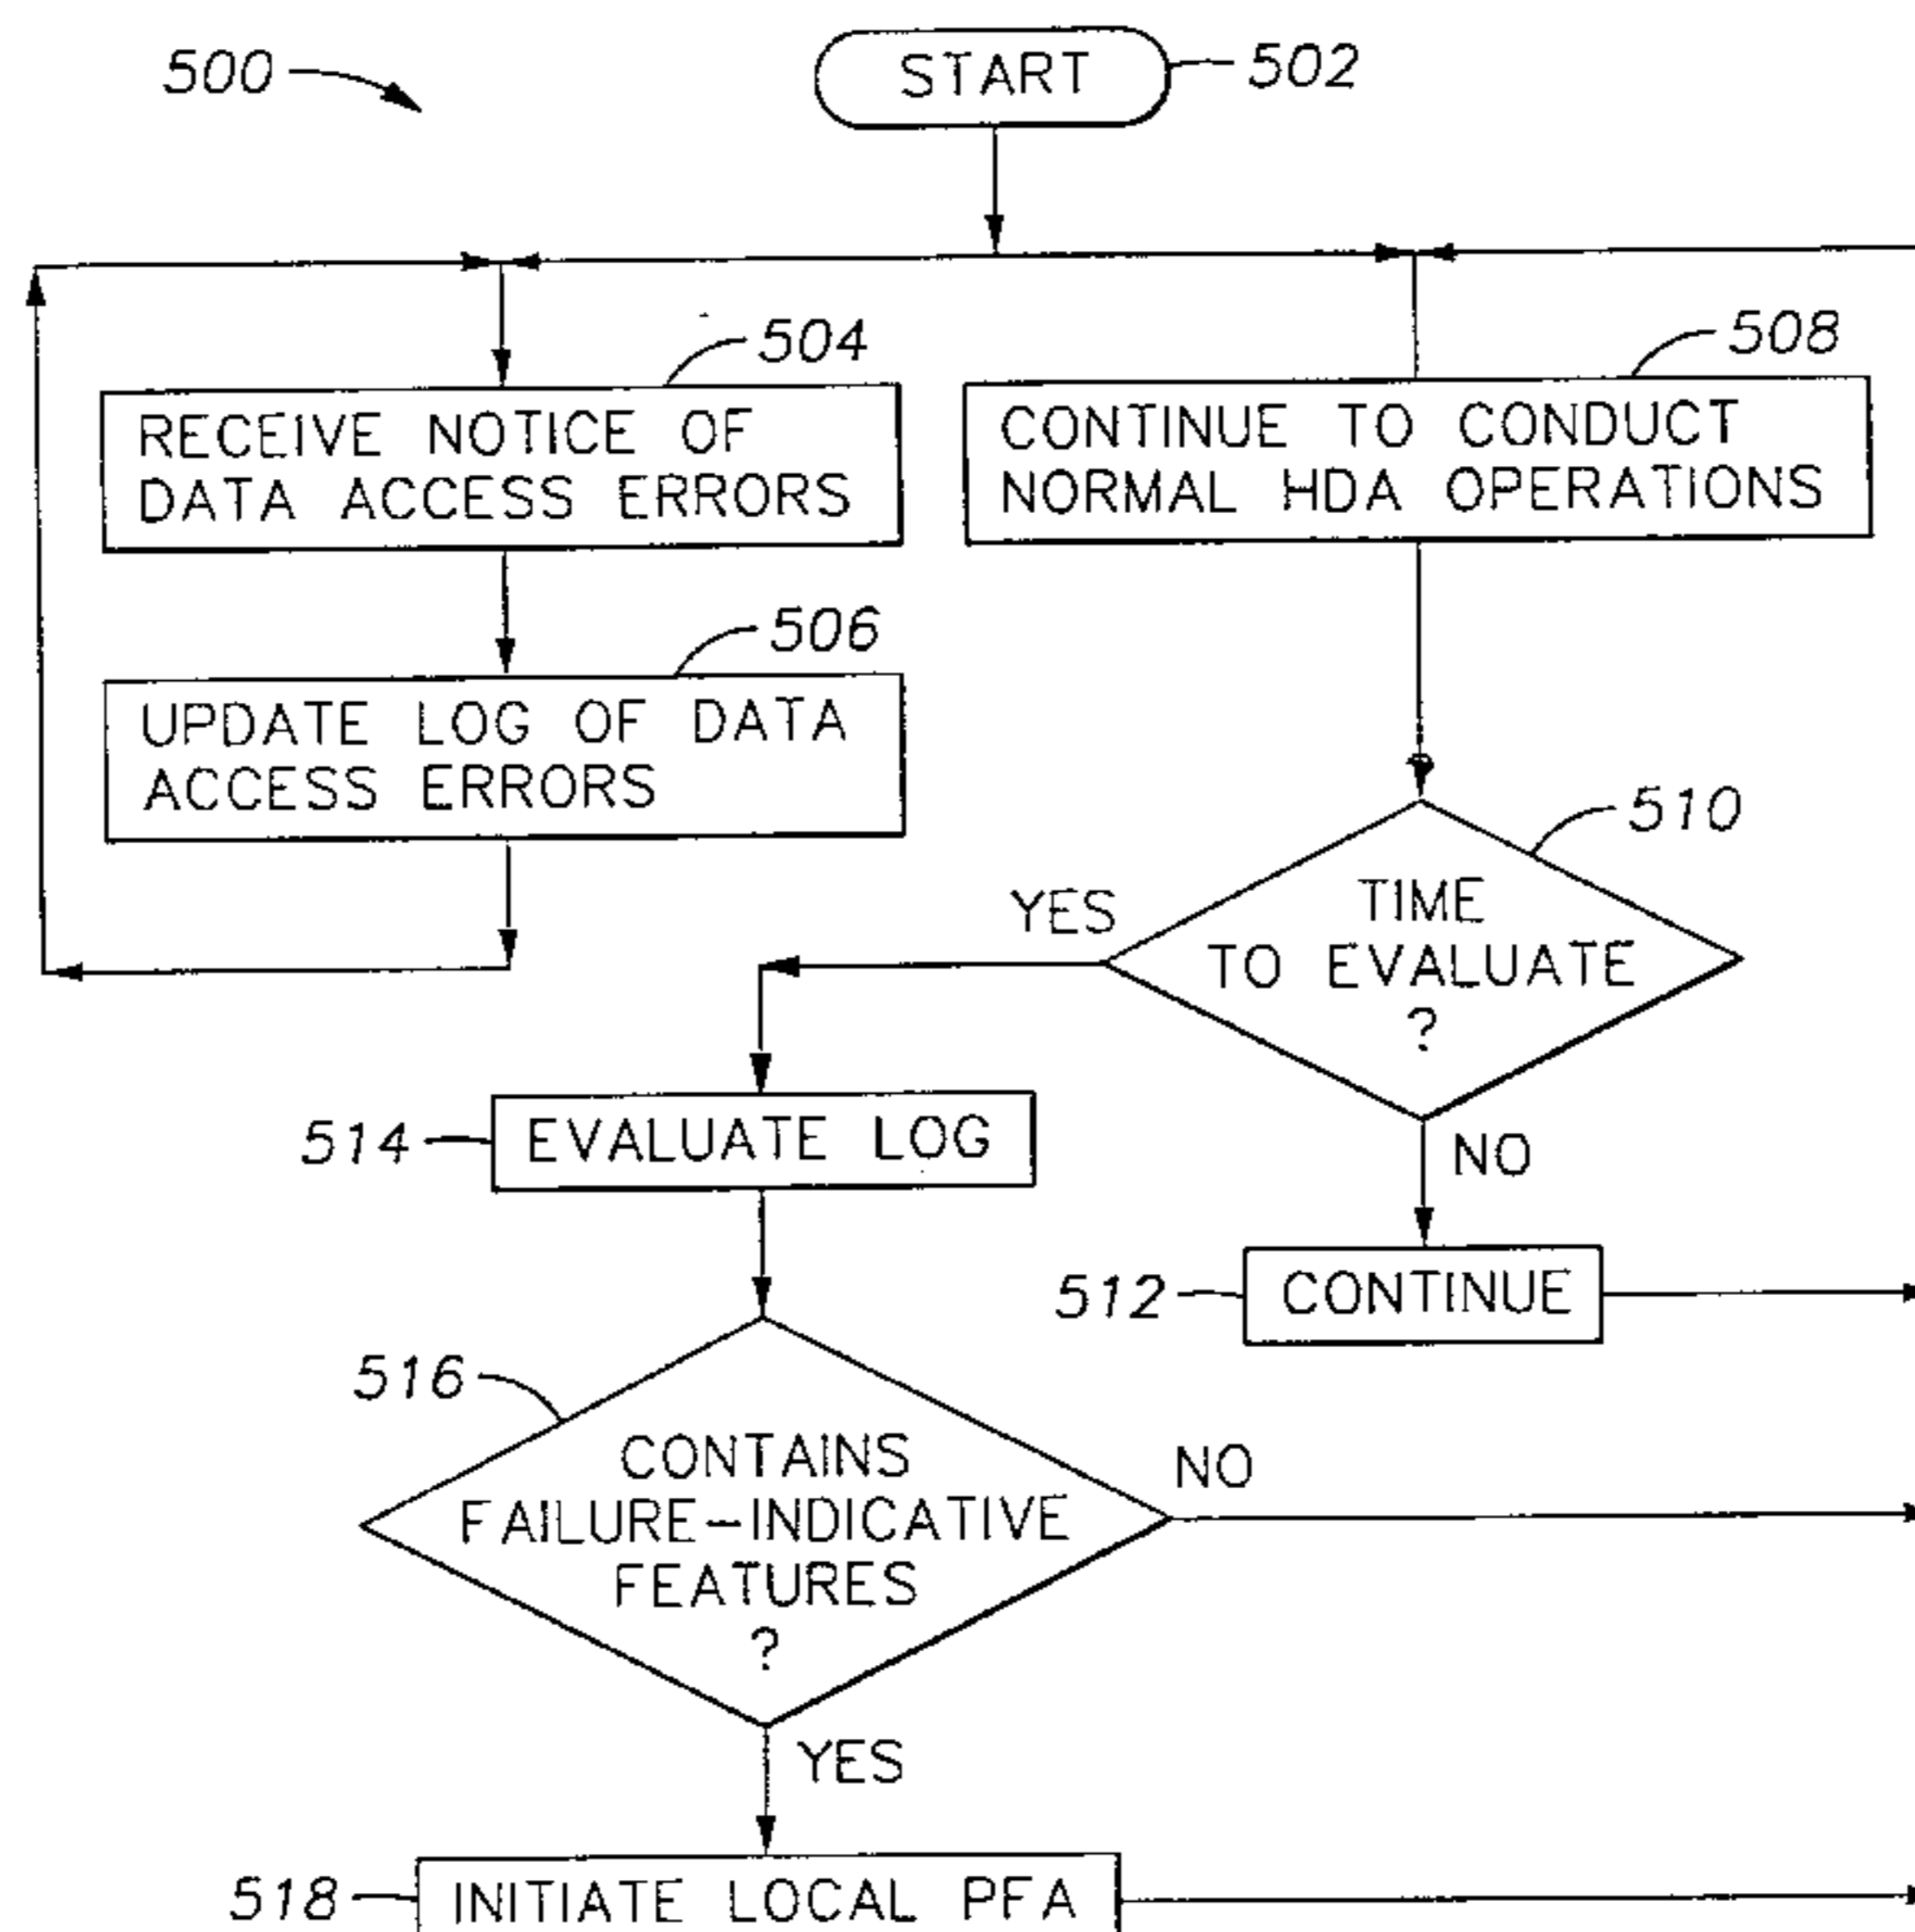 500
START
502
504
RECEIVE NOTICE OF
DATA ACCESS ERRORS
508
CONTINUE TO CONDUCT
NORMAL HDA OPERATIONS
506
UPDATE LOG OF DATA
ACCESS ERRORS
510
TIME
TO EVALUATE
?
YES
NO
514
EVALUATE LOG
512
CONTINUE
516
CONTAINS
FAILURE-INDICATIVE
FEATURES
?
NO
YES
518
INITIATE LOCAL PFA